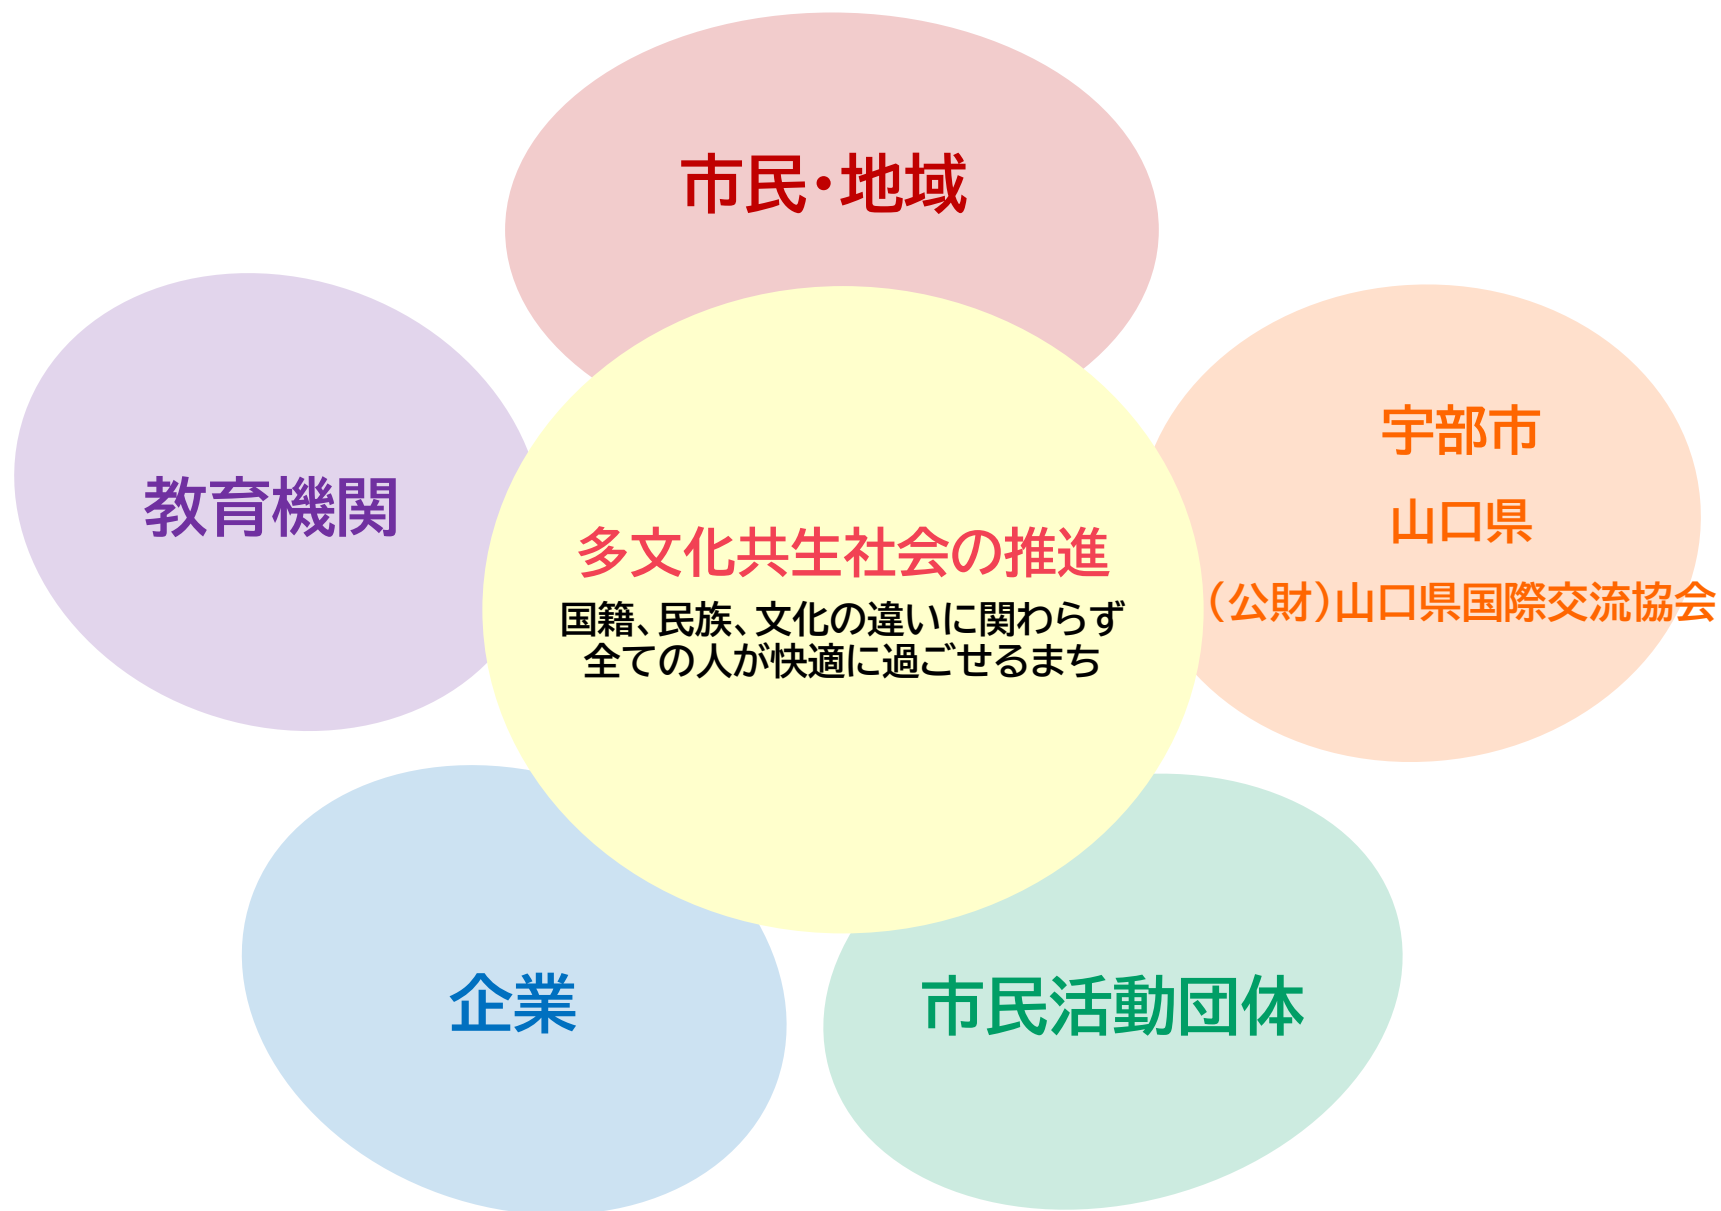 市民・地域
宇部市
山口県
（公財）山口県国際交流協会
教育機関
多文化共生社会の推進
国籍、民族、文化の違いに関わらず
全ての人が快適に過ごせるまち
企業
市民活動団体